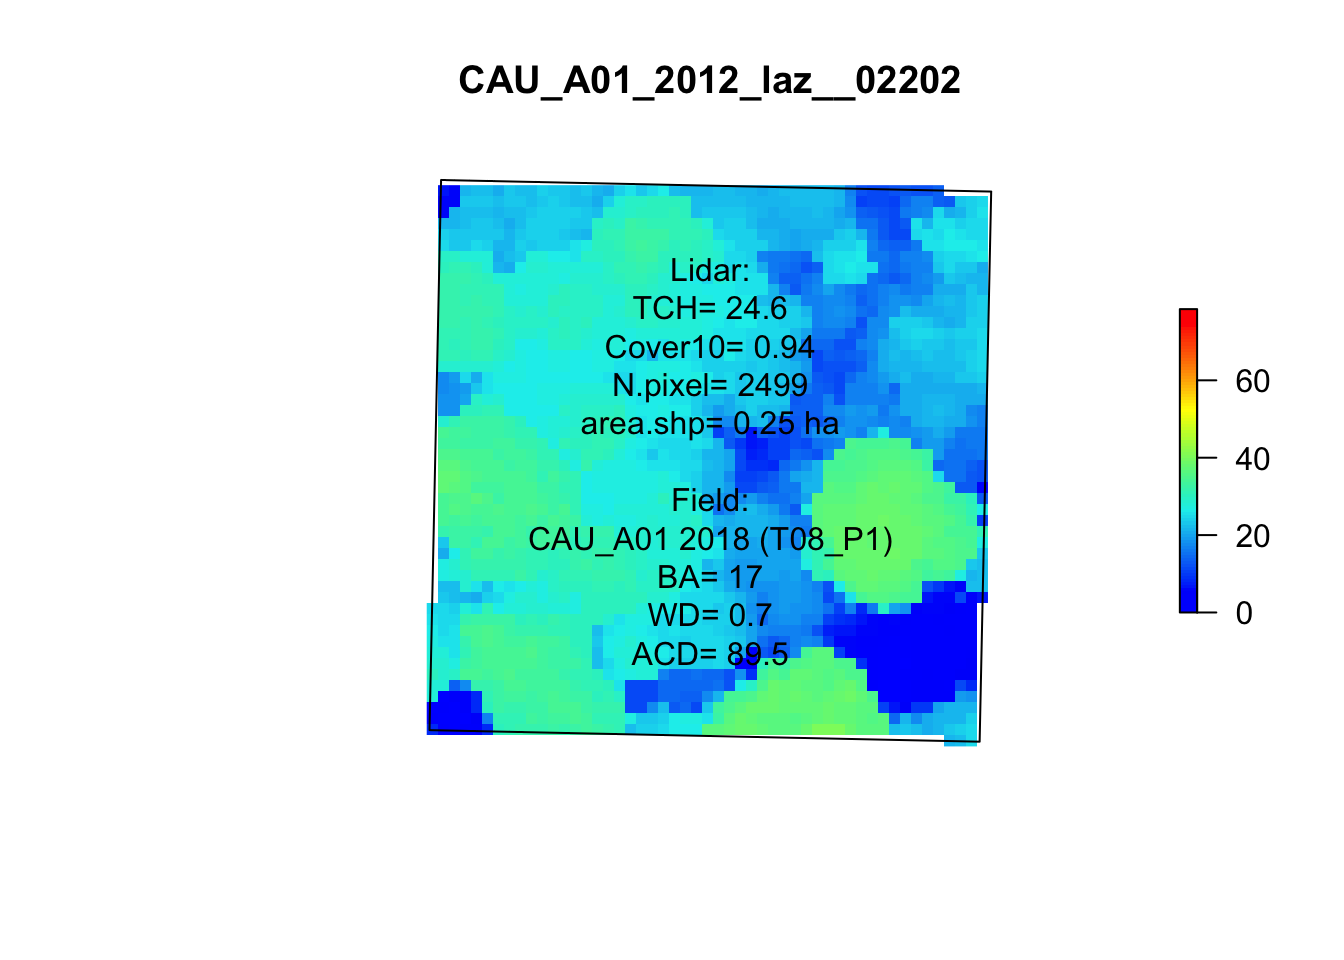 CAU_A01_2012_laz__02202
Lidar:
TCH= 24.6
Cover10= 0.94
N.pixel= 2499
area.shp= 0.25 ha
Field:
CAU_A01 2018 (T08_P1)
BA= 17
WD= 0.7
ACD= 89.5
60
40
20
0